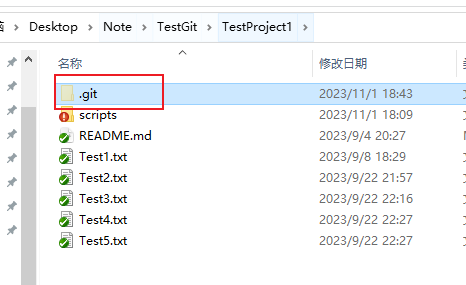 Desktop > Note > TestGit > TestProject1
名称 修改日期
.git 2023/11/1 18:43
scripts 2023/11/1 18:09
README.md 2023/9/4 20:27
Test1.txt 2023/9/8 18:29
Test2.txt 2023/9/22 21:57
Test3.txt 2023/9/22 22:16
Test4.txt 2023/9/22 22:27
Test5.txt 2023/9/22 22:27